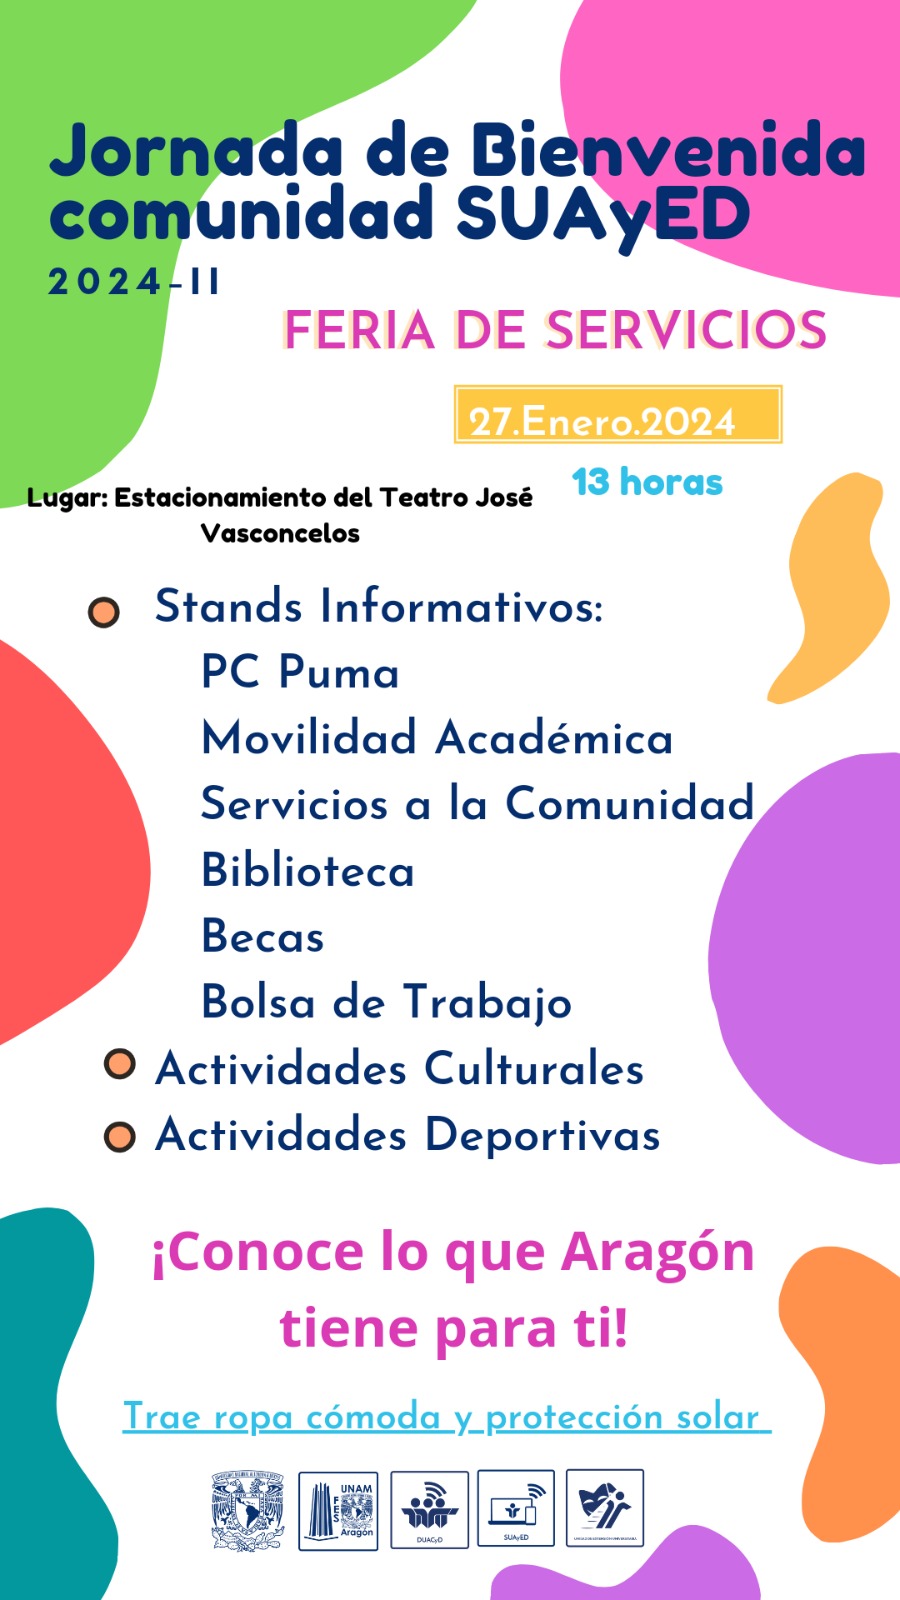 Jornada de Bienvenida
comunidad SUAyED
2024-II
FERIA DE SERVICIOS
27.Enero.2024
13 horas
Lugar: Estacionamiento del Teatro José
Vasconcelos
Stands Informativos:
PC Puma
Movilidad Académica
Servicios a la Comunidad
Biblioteca
Becas
Bolsa de Trabajo
Actividades Culturales
Actividades Deportivas
¡Conoce lo que Aragón
tiene para ti!
Trae ropa cómoda y protección solar
UNAM
FES
Aragón
DUACyD
SUAyED